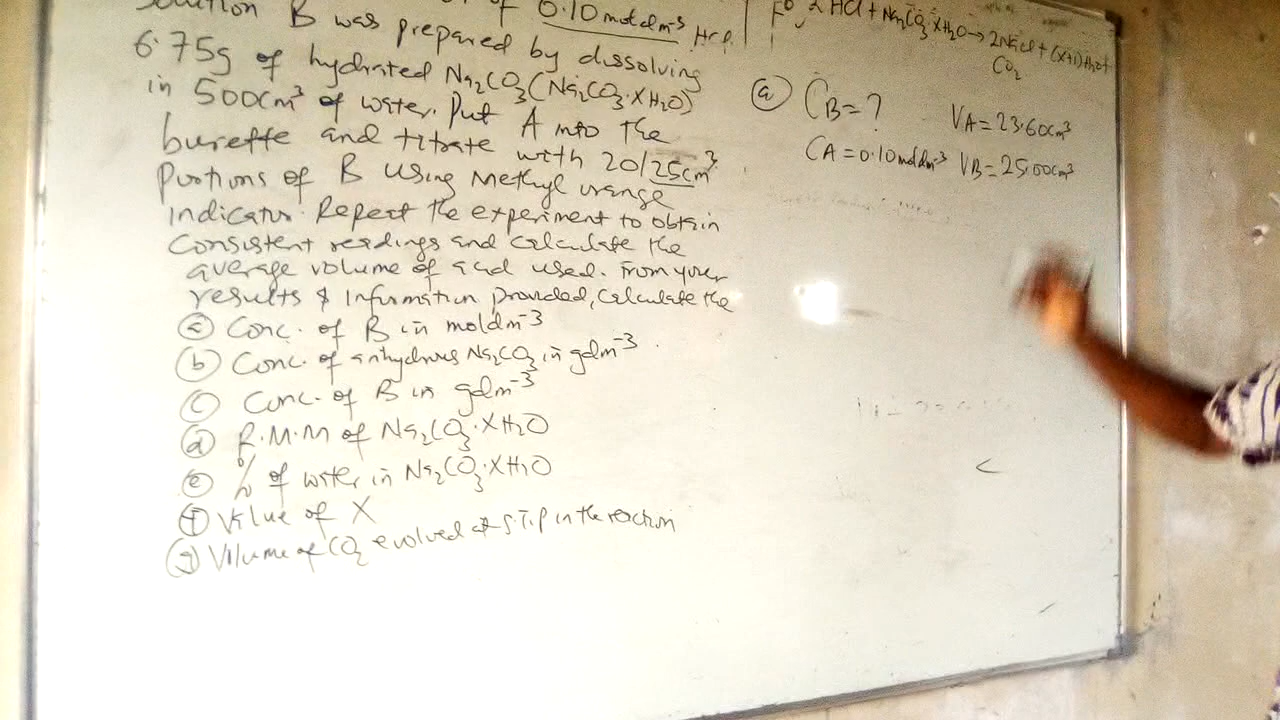 Solution B was prepared by dissolving
of 0.10 moldm⁻³ HCl
6.75g of hydrated Na₂CO₃(Na₂CO₃.XH₂O)
in 500cm³ of water. Put A into the
burette and titrate with 20/25cm³
Portions of B using Methyl orange
Indicator. Repeat the experiment to obtain
Consistent readings and calculate the
average volume of acid used. From your
results & Information provided, calculate the
(a) Conc. of B in moldm⁻³
(b) Conc. of anhydrous Na₂CO₃ in gdm⁻³.
(c) Conc. of B in gdm⁻³
(d) R.M.M of Na₂CO₃.XH₂O
(e) % of water in Na₂CO₃.XH₂O
(f) Value of X
(g) Volume of CO₂ evolved at S.T.P in the reaction
2HCl + Na₂CO₃.XH₂O → 2NaCl + (X+1)H₂O +
CO₂
(a) CB = ? VA = 23.60cm³
CA = 0.10moldm⁻³ VB = 25.00cm³